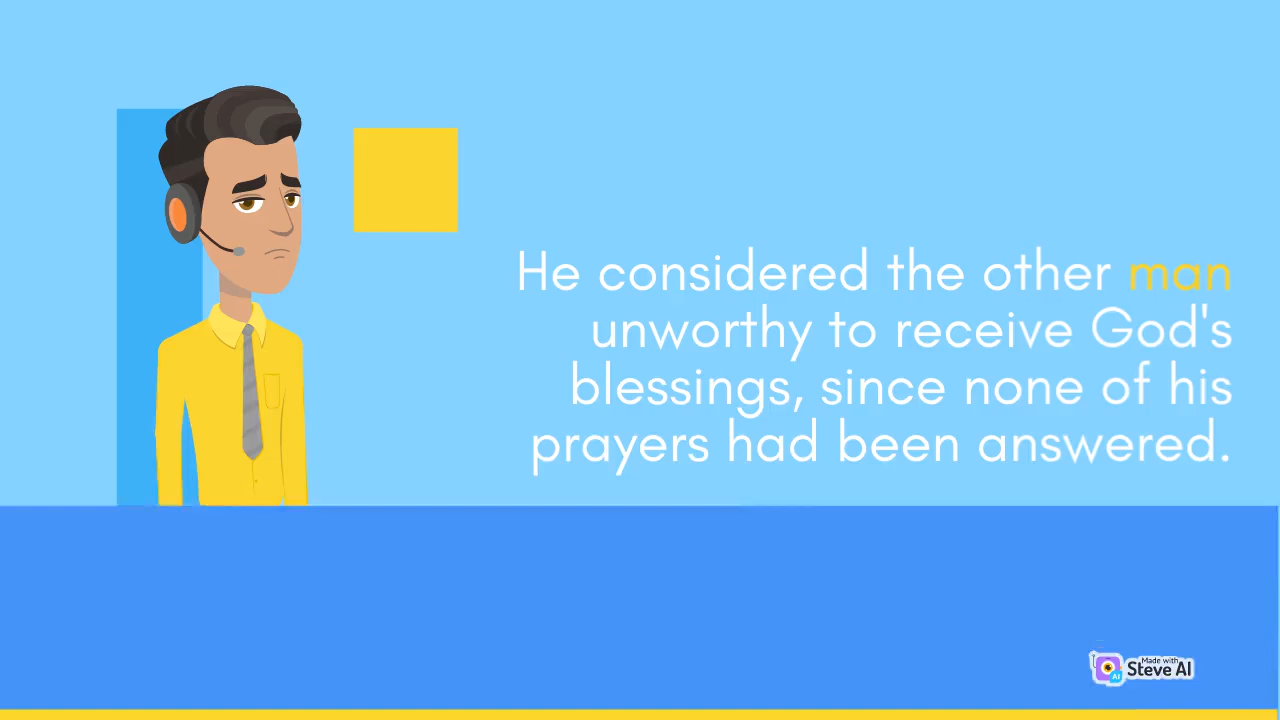 He considered the other man
unworthy to receive God's
blessings, since none of his
prayers had been answered.
Made with
Steve AI
AI